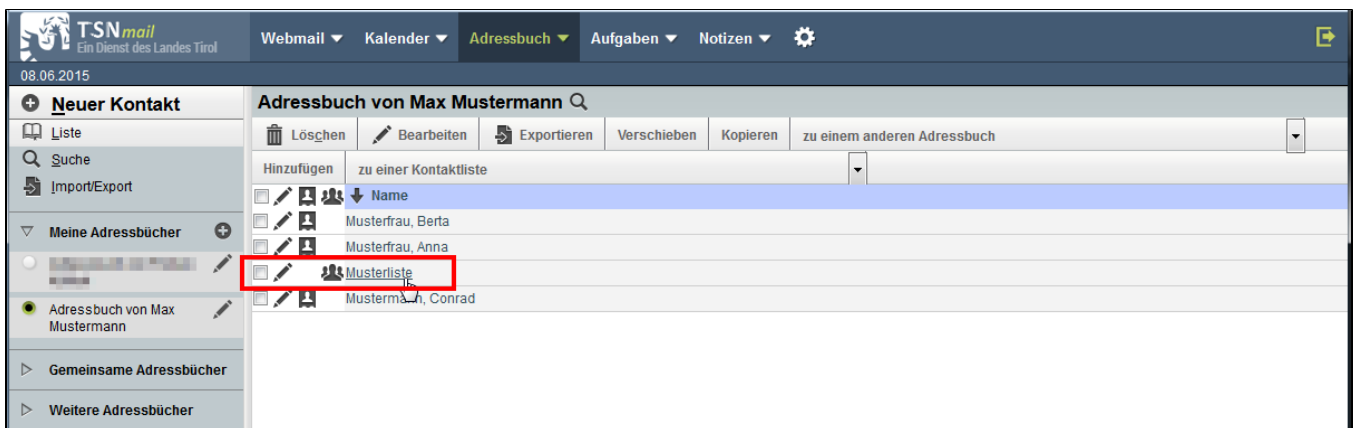 TSNmail
Ein Dienst des Landes Tirol
Webmail Kalender Adressbuch Aufgaben Notizen
08.06.2015
Neuer Kontakt
Liste
Suche
Import/Export
Meine Adressbücher
Adressbuch von Max
Mustermann
Gemeinsame Adressbücher
Weitere Adressbücher
Adressbuch von Max Mustermann
Löschen Bearbeiten Exportieren Verschieben Kopieren zu einem anderen Adressbuch
Hinzufügen zu einer Kontaktliste
Name
Musterfrau, Berta
Musterfrau, Anna
Musterliste
Mustermann, Conrad